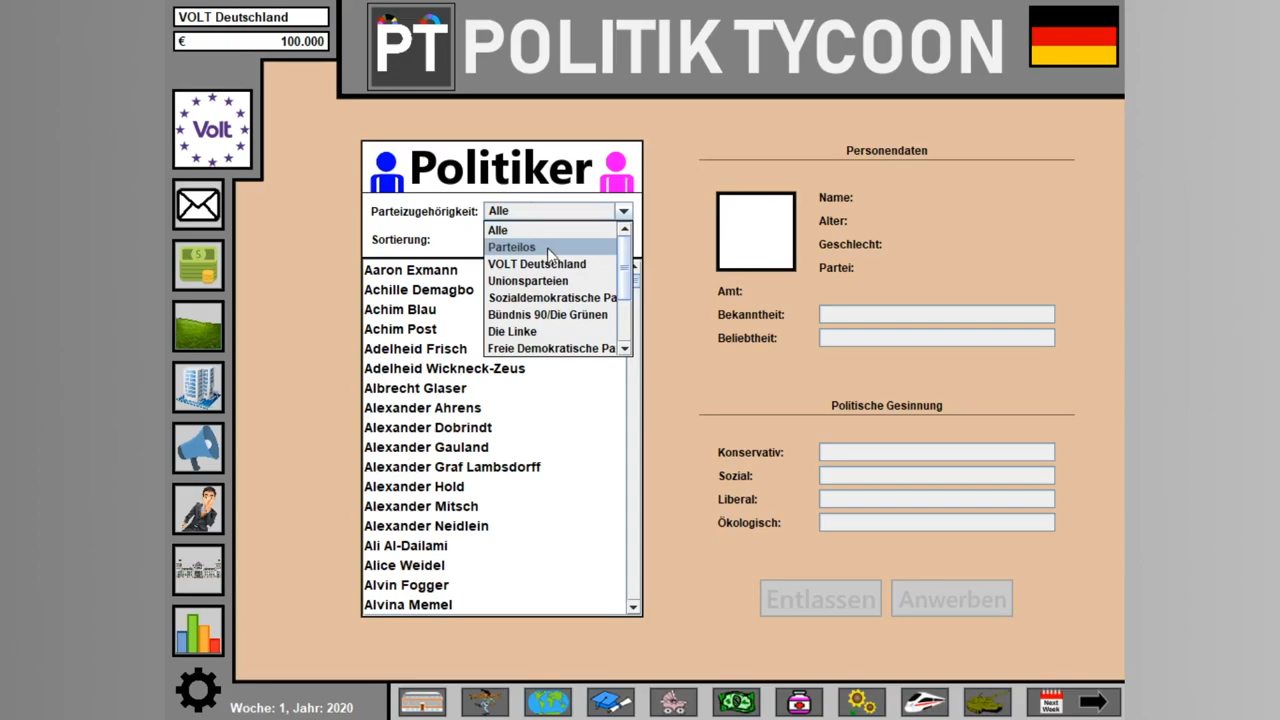 VOLT Deutschland
€ 100.000
PT POLITIK TYCOON
Volt
Politiker
Parteizugehörigkeit: Alle
Sortierung:
Alle
Parteilos
VOLT Deutschland
Unionsparteien
Sozialdemokratische Pa
Bündnis 90/Die Grünen
Die Linke
Freie Demokratische Pa
Aaron Exmann
Achille Demagbo
Achim Blau
Achim Post
Adelheid Frisch
Adelheid Wickneck-Zeus
Albrecht Glaser
Alexander Ahrens
Alexander Dobrindt
Alexander Gauland
Alexander Graf Lambsdorff
Alexander Hold
Alexander Mitsch
Alexander Neidlein
Ali Al-Dailami
Alice Weidel
Alvin Fogger
Alvina Memel
Personendaten
Name:
Alter:
Geschlecht:
Partei:
Amt:
Bekanntheit:
Beliebtheit:
Politische Gesinnung
Konservativ:
Sozial:
Liberal:
Ökologisch:
Entlassen Anwerben
Woche: 1, Jahr: 2020
Next
Week